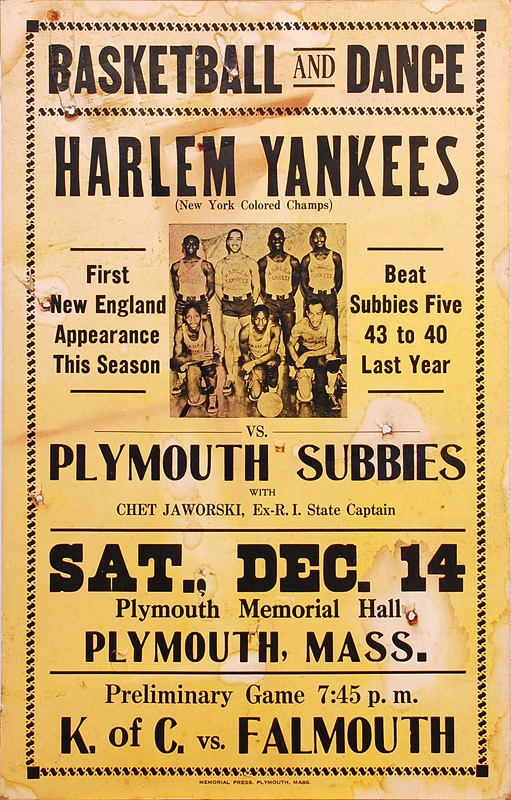 BASKETBALL AND DANCE
HARLEM YANKEES
(New York Colored Champs)
First
New England
Appearance
This Season
Beat
Subbies Five
43 to 40
Last Year
VS.
PLYMOUTH SUBBIES
WITH
CHET JAWORSKI, Ex-R. I. State Captain
SAT., DEC. 14
Plymouth Memorial Hall
PLYMOUTH, MASS.
Preliminary Game 7:45 p. m.
K. of C. vs. FALMOUTH
MEMORIAL PRESS, PLYMOUTH, MASS.